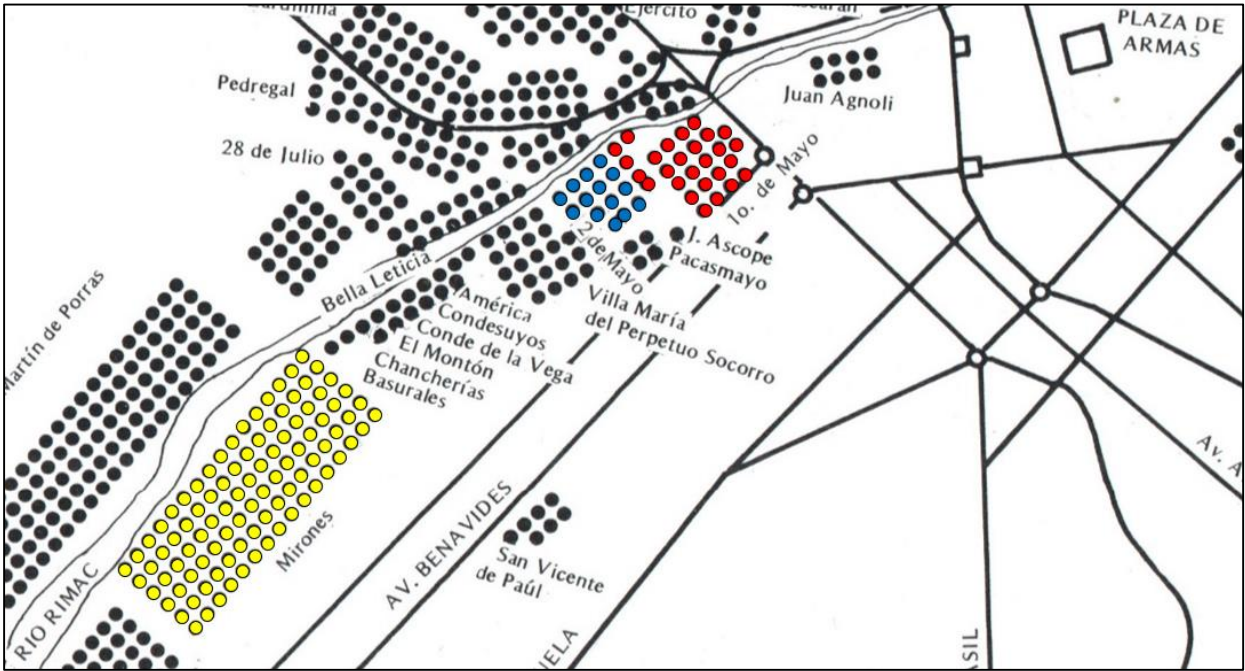 Ejercito
PLAZA DE
ARMAS
Pedregal
Juan Agnoli
28 de Julio
1o. de Mayo
2 de Mayo
J. Ascope
Pacasmayo
Bella Leticia
Villa María
del Perpetuo Socorro
América
Condesuyos
Conde de la Vega
El Montón
Chancherías
Basurales
Martín de Porras
Mirones
AV. BENAVIDES
San Vicente
de Paúl
RIO RIMAC
Av. A